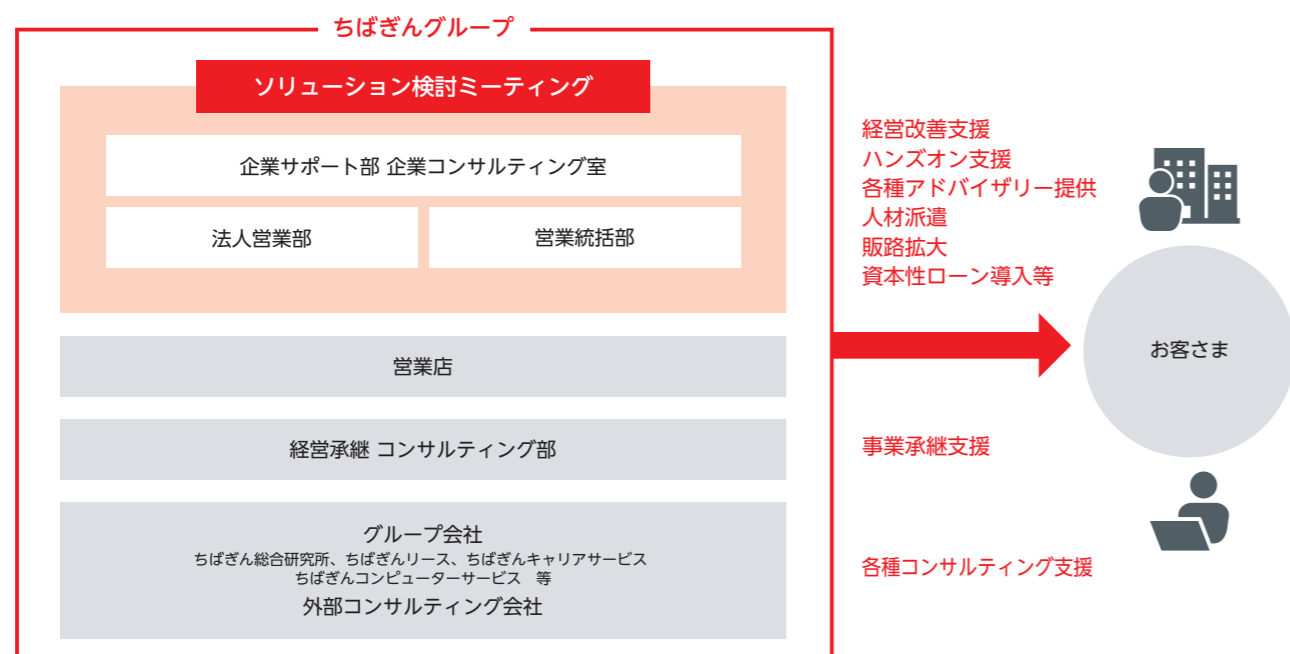 ちばぎんグループ
ソリューション検討ミーティング
企業サポート部 企業コンサルティング室
法人営業部
営業統括部
営業店
経営承継 コンサルティング部
グループ会社
ちばぎん総合研究所、ちばぎんリース、ちばぎんキャリアサービス
ちばぎんコンピューターサービス　等
外部コンサルティング会社
経営改善支援
ハンズオン支援
各種アドバイザリー提供
人材派遣
販路拡大
資本性ローン導入等
事業承継支援
各種コンサルティング支援
お客さま